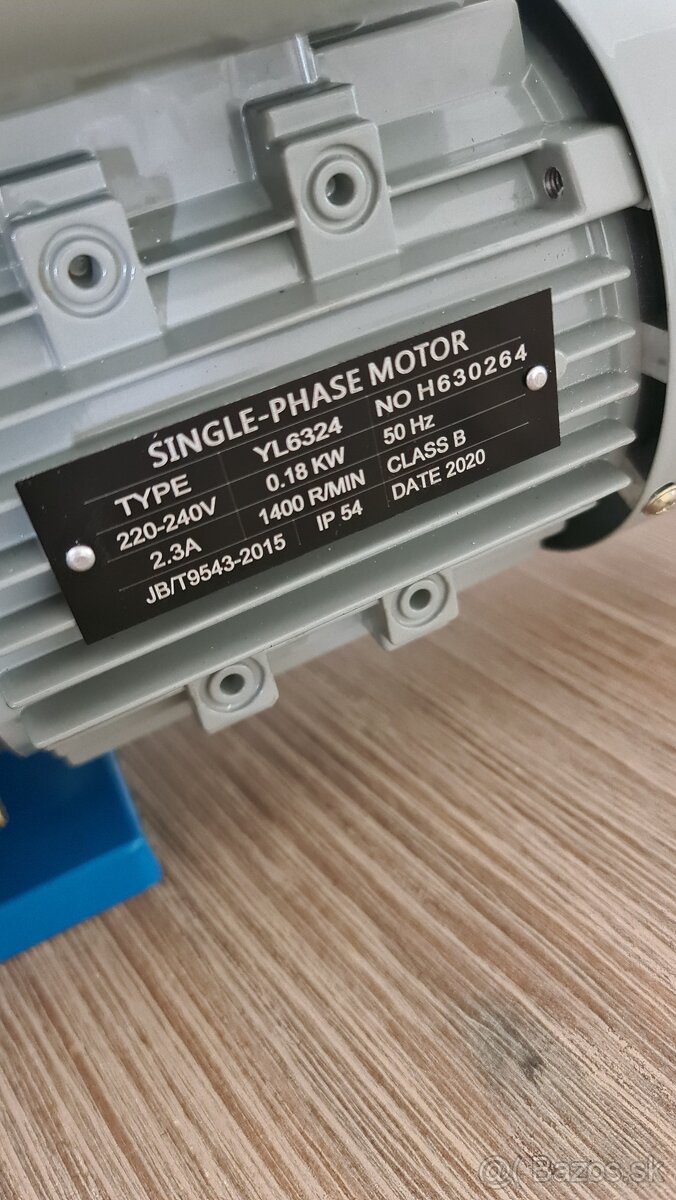 SINGLE-PHASE MOTOR
TYPE YL6324 NO H630264
220-240V 0.18 KW 50 Hz
2.3A 1400 R/MIN CLASS B
JB/T9543-2015 IP 54 DATE 2020
Bazos.sk